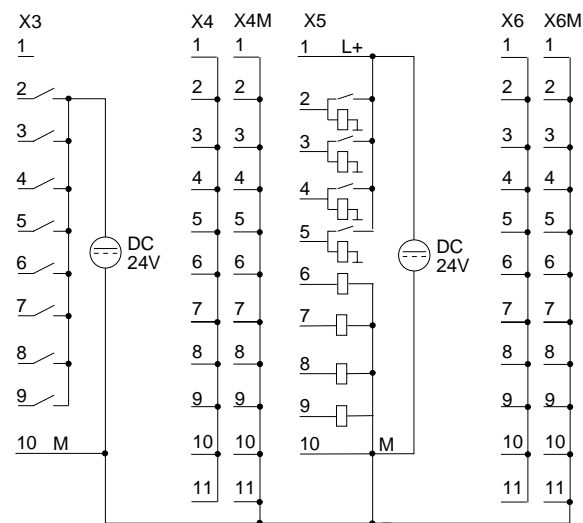 X3 X4 X4M X5 X6 X6M
1 1 1 1 L+ 1 1
2 2 2 2 2 2
3 3 3 3 3 3
4 4 4 4 4 4
5 5 5 5 5 5
DC 24V DC 24V
6 6 6 6 6 6
7 7 7 7 7 7
8 8 8 8 8 8
9 9 9 9 9 9
10 M 10 10 10 M 10 10
11 11 11 11